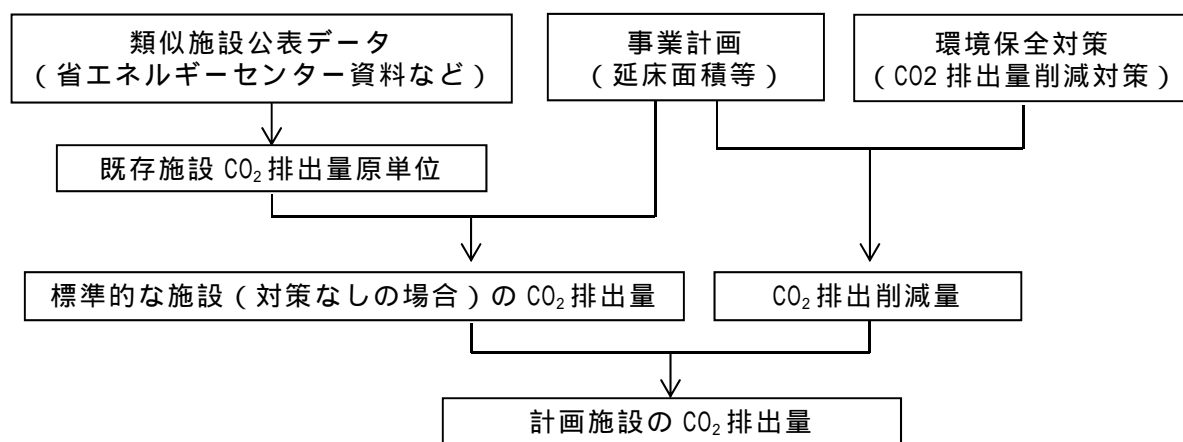 類似施設公表データ
（省エネルギーセンター資料など）
事業計画
（延床面積等）
環境保全対策
（CO2 排出量削減対策）
既存施設 CO₂ 排出量原単位
標準的な施設（対策なしの場合）の CO₂ 排出量
CO₂ 排出削減量
計画施設の CO₂ 排出量